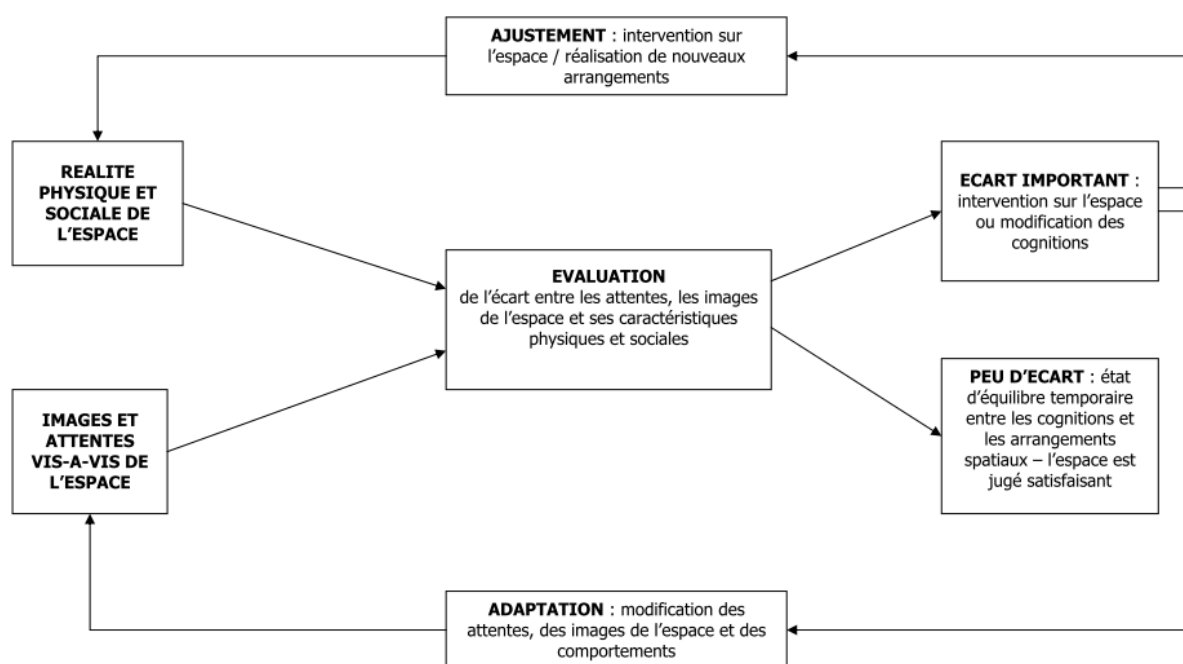 AJUSTEMENT : intervention sur
l'espace / réalisation de nouveaux
arrangements
REALITE
PHYSIQUE ET
SOCIALE DE
L'ESPACE
ECART IMPORTANT :
intervention sur l'espace
ou modification des
cognitions
EVALUATION
de l'écart entre les attentes, les images
de l'espace et ses caractéristiques
physiques et sociales
IMAGES ET
ATTENTES
VIS-A-VIS DE
L'ESPACE
PEU D'ECART : état
d'équilibre temporaire
entre les cognitions et
les arrangements
spatiaux – l'espace est
jugé satisfaisant
ADAPTATION : modification des
attentes, des images de l'espace et des
comportements